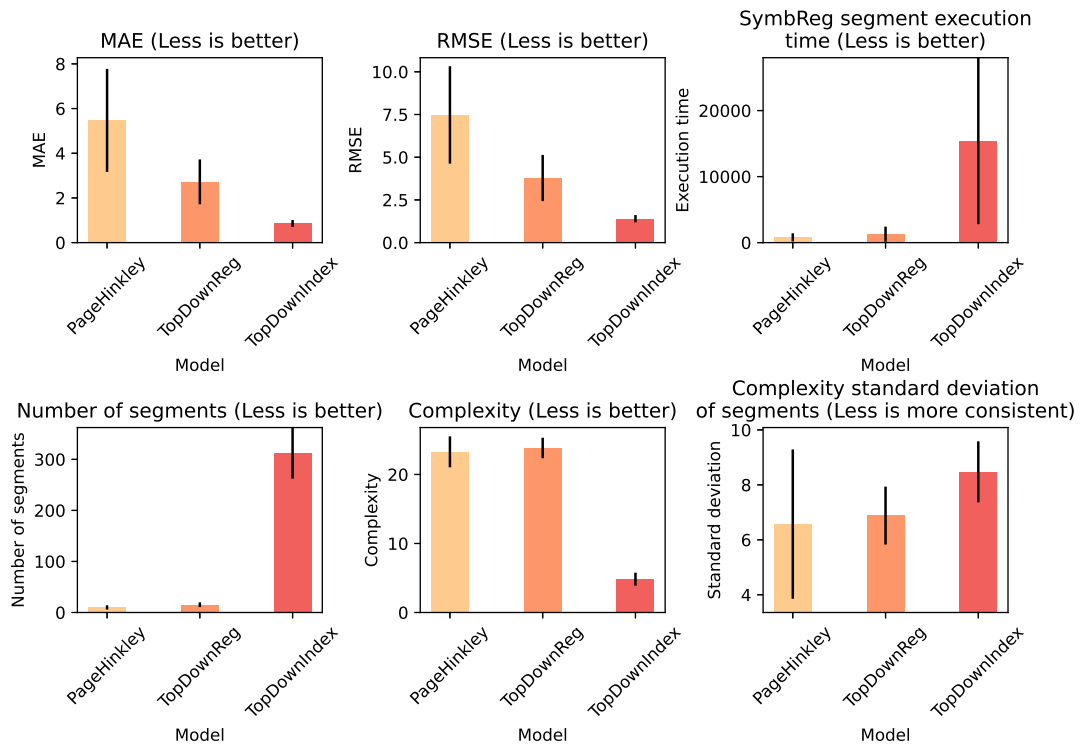 MAE (Less is better)
8
6
4
2
0
MAE
PageHinkley
TopDownReg
TopDownIndex
Model
RMSE (Less is better)
10.0
7.5
5.0
2.5
0.0
RMSE
PageHinkley
TopDownReg
TopDownIndex
Model
SymbReg segment execution
time (Less is better)
20000
10000
0
Execution time
PageHinkley
TopDownReg
TopDownIndex
Model
Number of segments (Less is better)
300
200
100
0
Number of segments
PageHinkley
TopDownReg
TopDownIndex
Model
Complexity (Less is better)
20
10
0
Complexity
PageHinkley
TopDownReg
TopDownIndex
Model
Complexity standard deviation
of segments (Less is more consistent)
10
8
6
4
Standard deviation
PageHinkley
TopDownReg
TopDownIndex
Model